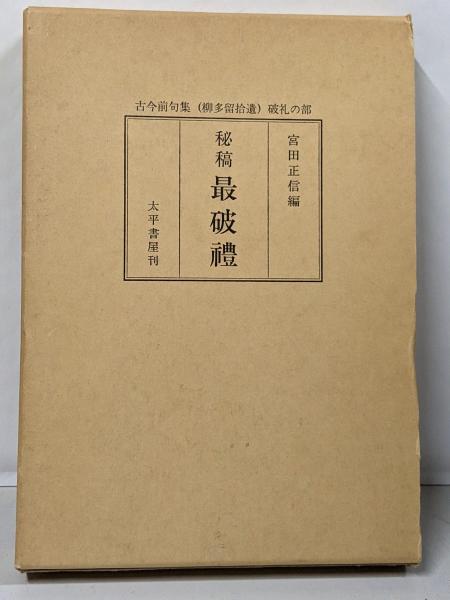 古今前句集（柳多留拾遺）破礼の部
宮田正信編
秘稿 最破禮
太平書屋刊